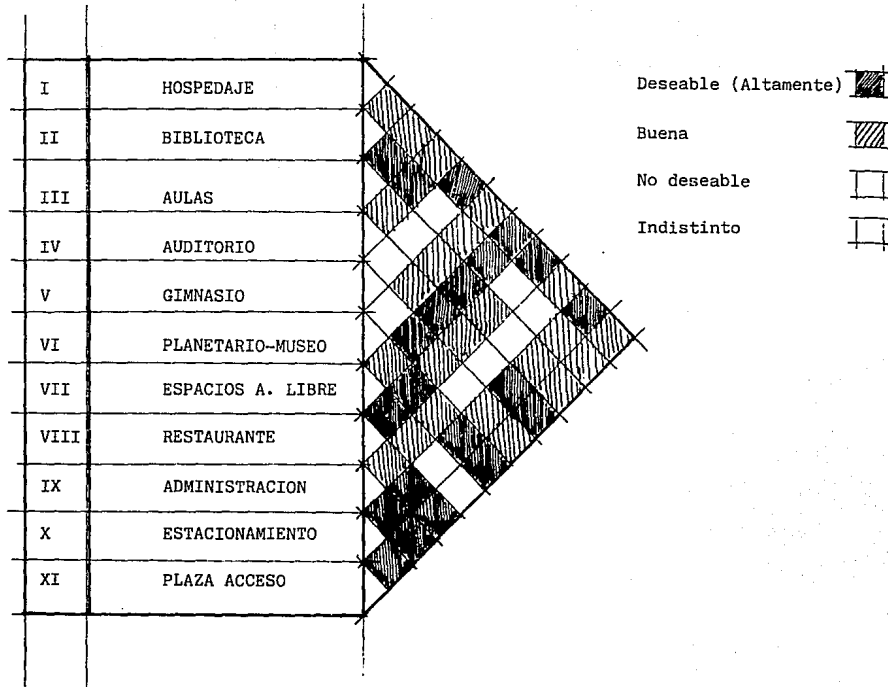 I HOSPEDAJE
II BIBLIOTECA
III AULAS
IV AUDITORIO
V GIMNASIO
VI PLANETARIO-MUSEO
VII ESPACIOS A. LIBRE
VIII RESTAURANTE
IX ADMINISTRACION
X ESTACIONAMIENTO
XI PLAZA ACCESO
Deseable (Altamente)
Buena
No deseable
Indistinto